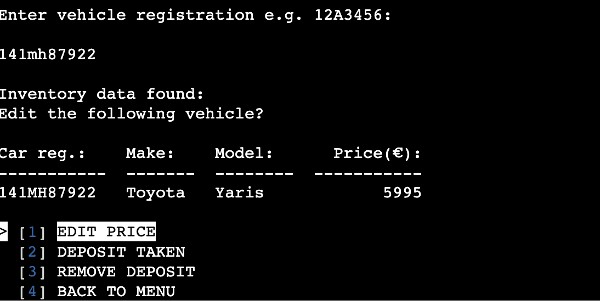 Enter vehicle registration e.g. 12A3456:
141mh87922
Inventory data found:
Edit the following vehicle?
Car reg.: Make: Model: Price(€):
----------- ------- -------- -----------
141MH87922 Toyota Yaris 5995
> [1] EDIT PRICE
[2] DEPOSIT TAKEN
[3] REMOVE DEPOSIT
[4] BACK TO MENU